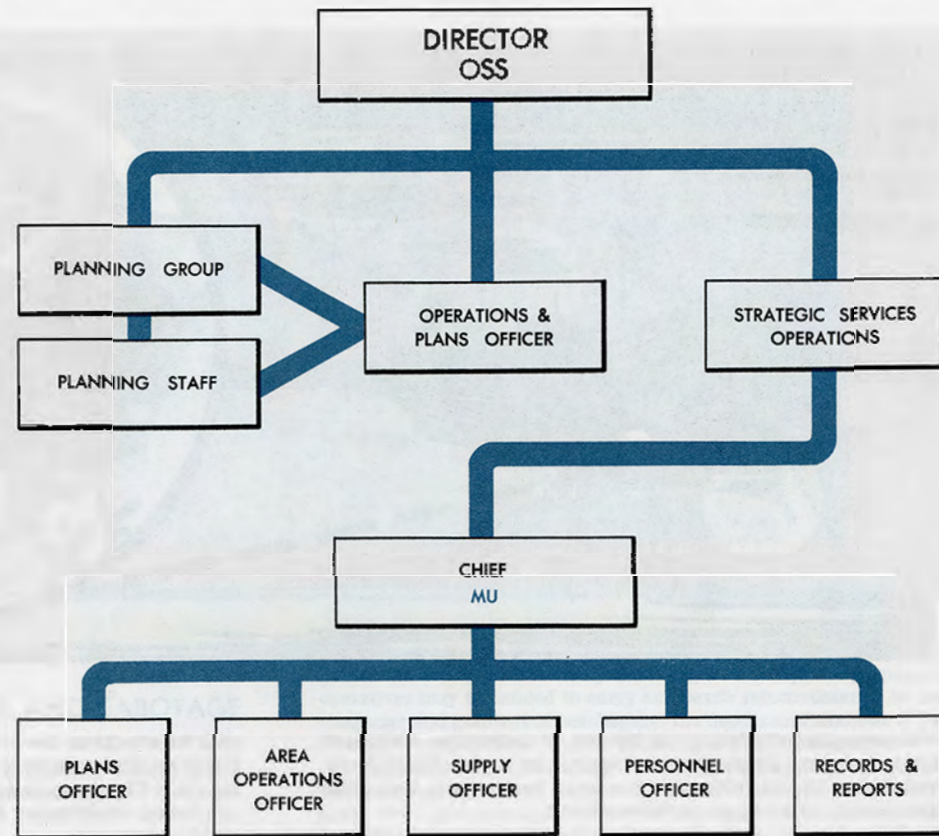 DIRECTOR
OSS
PLANNING GROUP
OPERATIONS &
PLANS OFFICER
STRATEGIC SERVICES
OPERATIONS
PLANNING STAFF
CHIEF
MU
PLANS
OFFICER
AREA
OPERATIONS
OFFICER
SUPPLY
OFFICER
PERSONNEL
OFFICER
RECORDS &
REPORTS